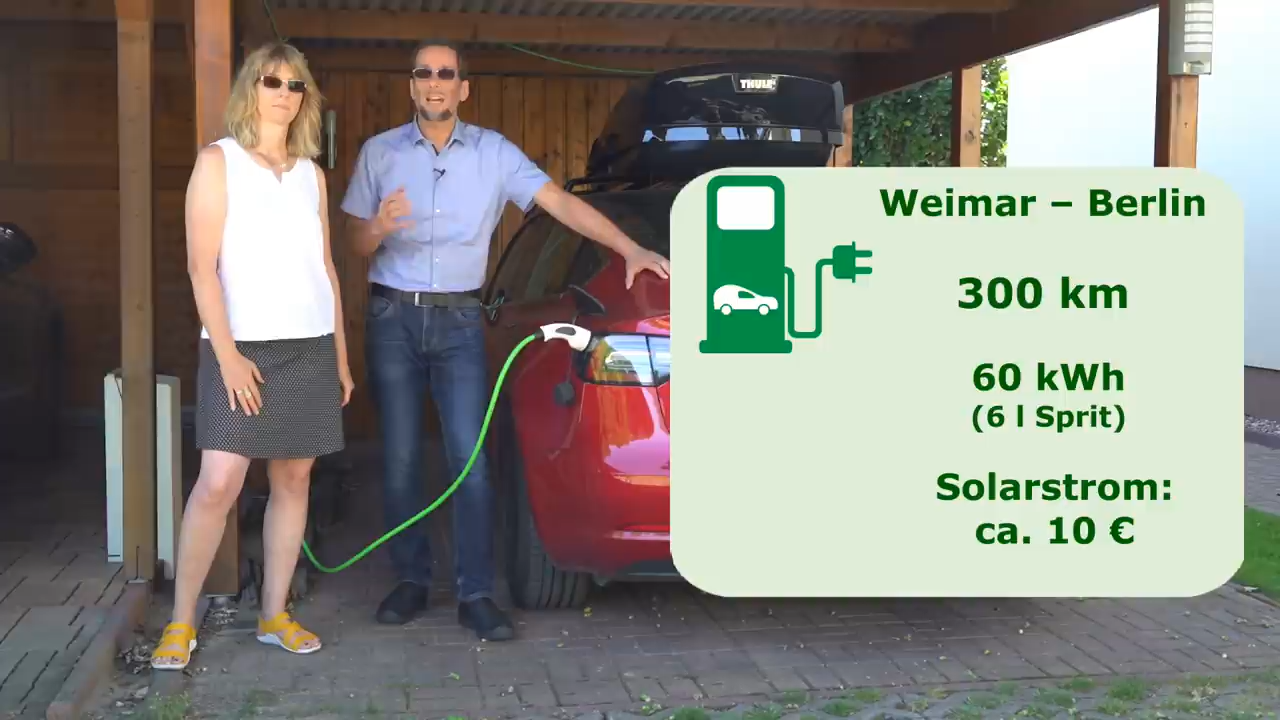 THULE
Weimar – Berlin
300 km
60 kWh
(6 l Sprit)
Solarstrom:
ca. 10 €